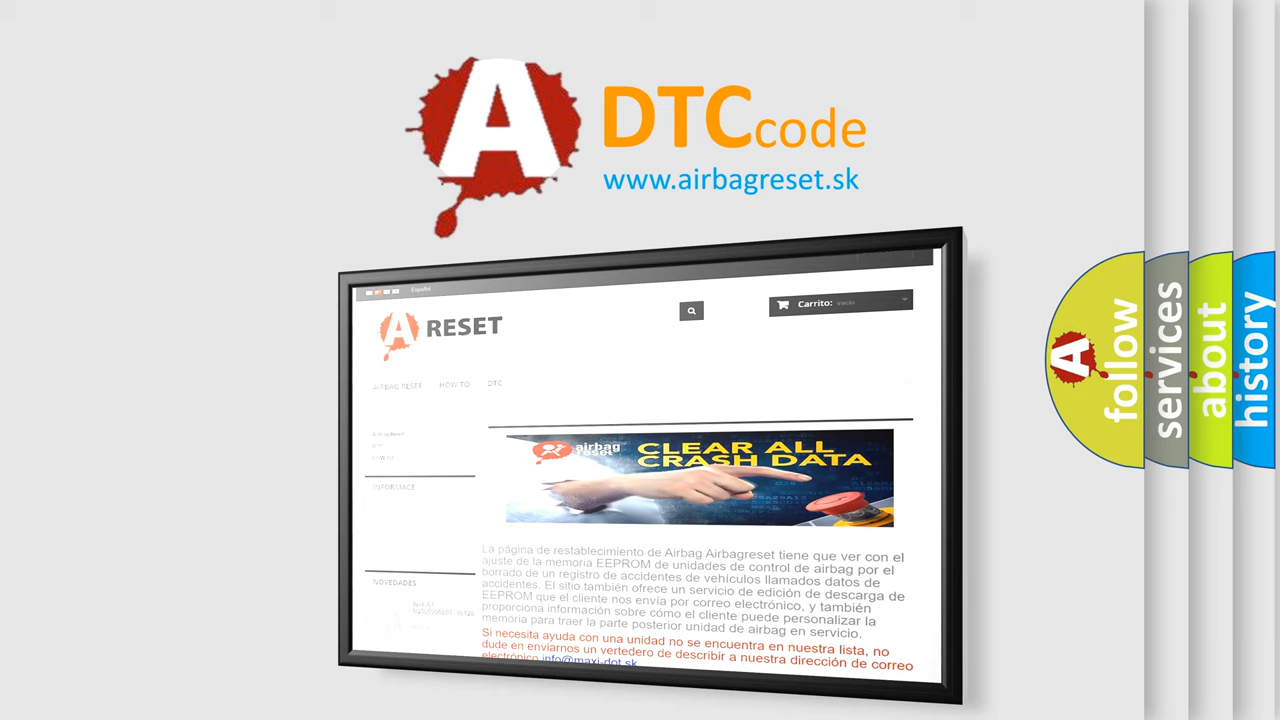 A
DTCcode
www.airbagreset.sk
Español
A RESET
Carrito: vacío
AIRBAG RESET HOW TO DTC
INFORMACE
NOVEDADES
airbag
reset
CLEAR ALL
CRASH DATA
La página de restablecimiento de Airbag Airbagreset tiene que ver con el
ajuste de la memoria EEPROM de unidades de control de airbag por el
borrado de un registro de accidentes de vehículos llamados datos de
accidentes. El sitio también ofrece un servicio de edición de descarga de
EEPROM que el cliente nos envía por correo electrónico, y también
proporciona información sobre cómo el cliente puede personalizar la
memoria para traer la parte posterior unidad de airbag en servicio.
Si necesita ayuda con una unidad no se encuentra en nuestra lista, no
dude en enviarnos un vertedero de describir a nuestra dirección de correo
electrónico info@maxi-dot.sk
A
follow
services
about
history